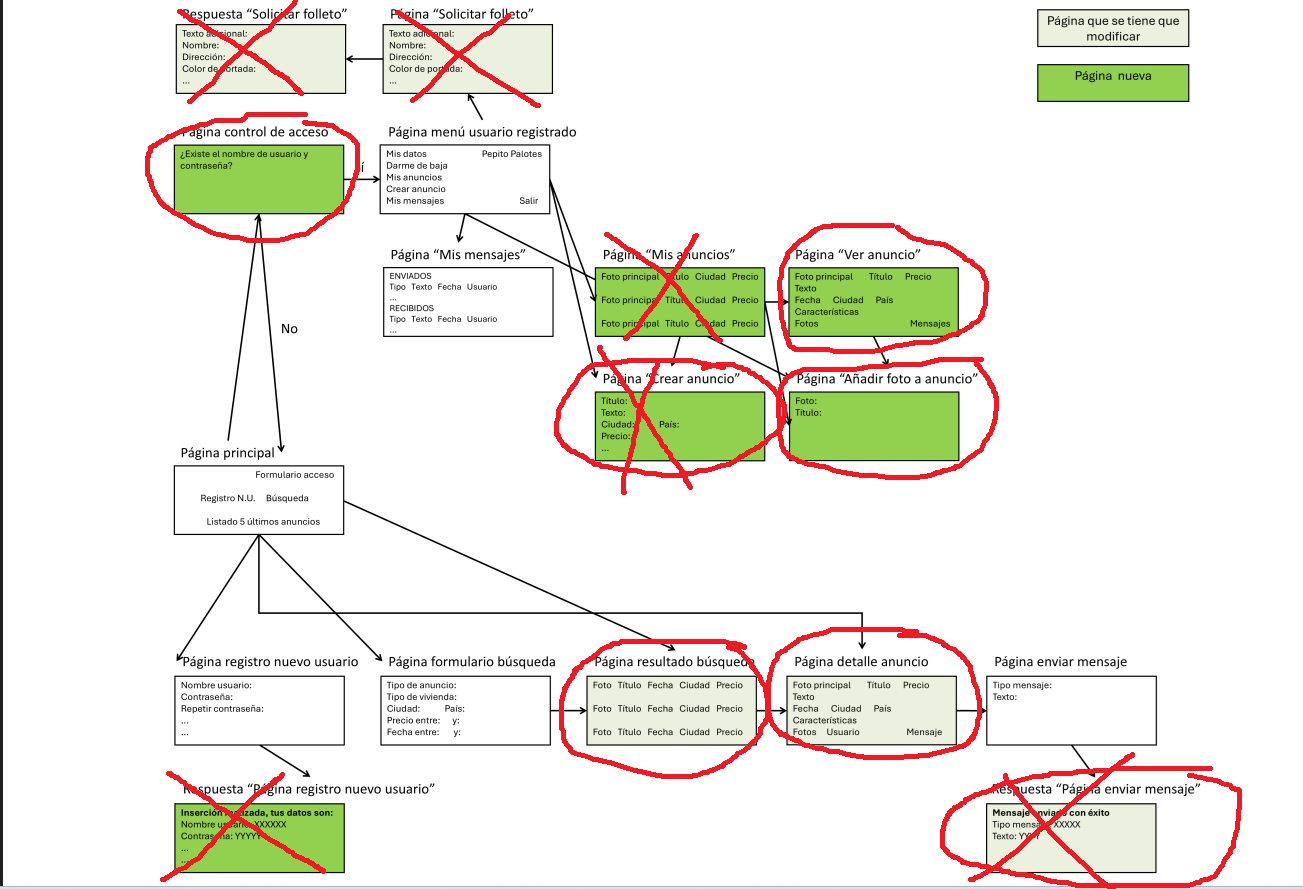 Respuesta “Solicitar folleto”
Texto adicional:
Nombre:
Dirección:
Color de portada:
...
Página “Solicitar folleto”
Texto adicional:
Nombre:
Dirección:
Color de portada:
...
Página que se tiene que
modificar
Página nueva
Página control de acceso
¿Existe el nombre de usuario y
contraseña?
Página menú usuario registrado
Mis datos Pepito Palotes
Darme de baja
Mis anuncios
Crear anuncio
Mis mensajes Salir
Página “Mis mensajes”
ENVIADOS
Tipo Texto Fecha Usuario
...
RECIBIDOS
Tipo Texto Fecha Usuario
...
Página “Mis anuncios”
Foto principal Título Ciudad Precio
Foto principal Título Ciudad Precio
Foto principal Título Ciudad Precio
Página “Ver anuncio”
Foto principal Título Precio
Texto
Fecha Ciudad País
Características
Fotos Mensajes
No
Página “Crear anuncio”
Título:
Texto:
Ciudad: País:
Precio:
...
Página “Añadir foto a anuncio”
Foto:
Título:
Página principal
Formulario acceso
Registro N.U. Búsqueda
Listado 5 últimos anuncios
Página registro nuevo usuario
Nombre usuario:
Contraseña:
Repetir contraseña:
...
...
Página formulario búsqueda
Tipo de anuncio:
Tipo de vivienda:
Ciudad: País:
Precio entre: y:
Fecha entre: y:
Página resultado búsqueda
Foto Título Fecha Ciudad Precio
Foto Título Fecha Ciudad Precio
Foto Título Fecha Ciudad Precio
Página detalle anuncio
Foto principal Título Precio
Texto
Fecha Ciudad País
Características
Fotos Usuario Mensaje
Página enviar mensaje
Tipo mensaje:
Texto:
Respuesta “Página registro nuevo usuario”
Inserción realizada, tus datos son:
Nombre usuario: XXXXXX
Contraseña: YYYYY
...
...
Respuesta “Página enviar mensaje”
Mensaje enviado con éxito
Tipo mensaje: XXXXX
Texto: YYYY